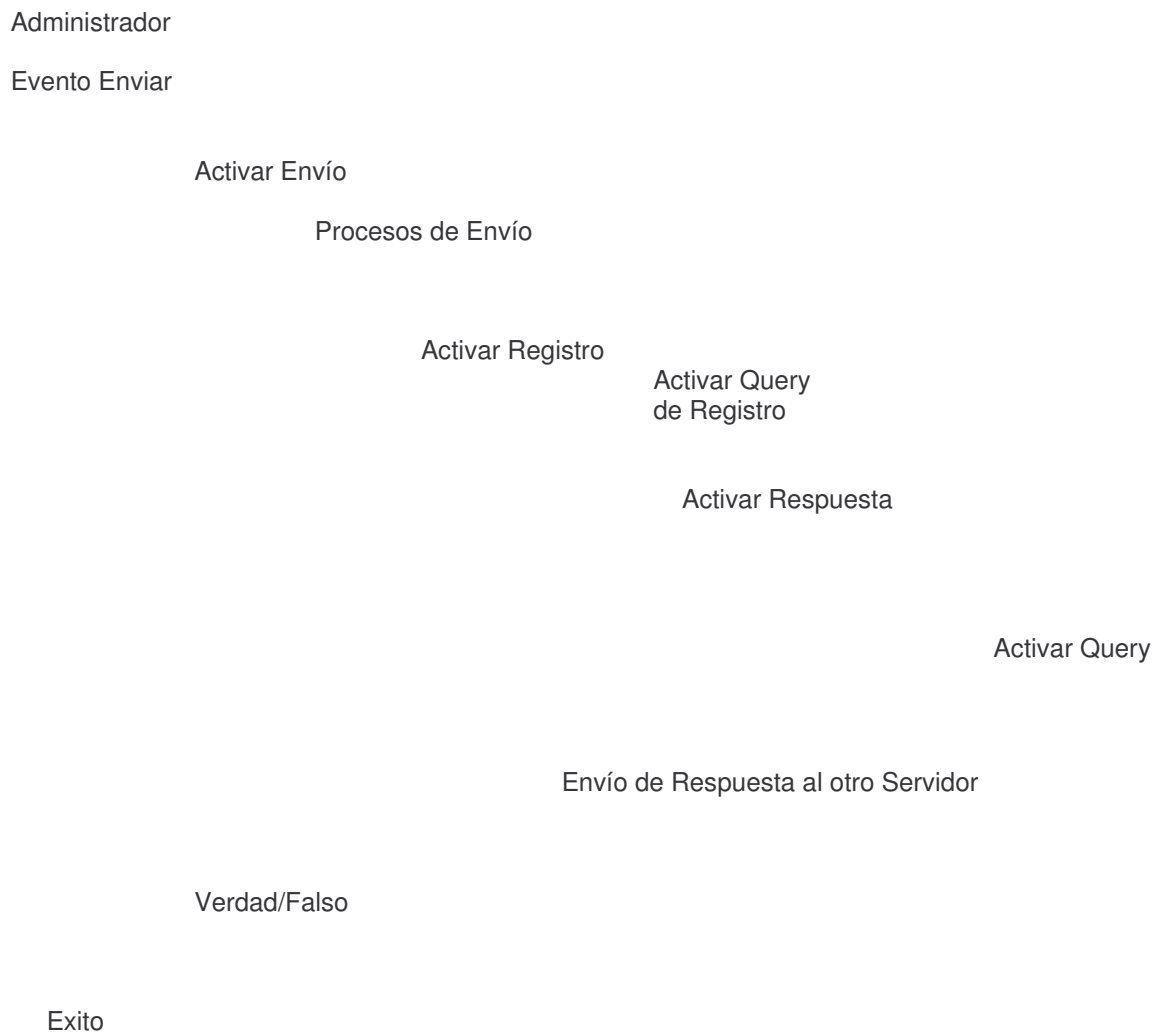 Administrador
Evento Enviar
Activar Envío
Procesos de Envío
Activar Registro
Activar Query
de Registro
Activar Respuesta
Activar Query
Envío de Respuesta al otro Servidor
Verdad/Falso
Exito